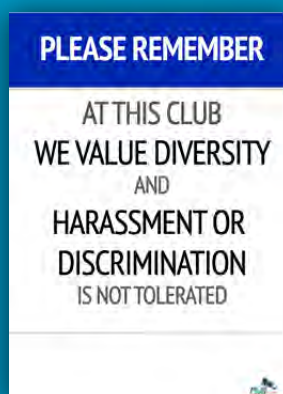 PLEASE REMEMBER
AT THIS CLUB
WE VALUE DIVERSITY
AND
HARASSMENT OR
DISCRIMINATION
IS NOT TOLERATED